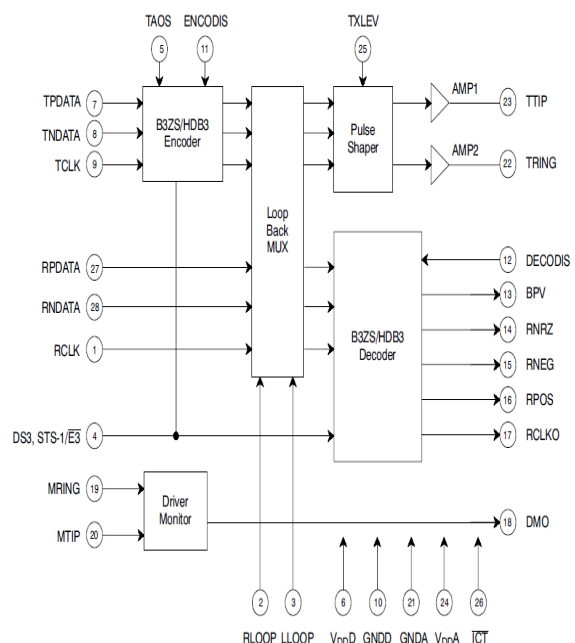 TAOS ENCODIS TXLEV
5 11 25
TPDATA 7
TNDATA 8
TCLK 9
B3ZS/HDB3
Encoder
Loop
Back
MUX
Pulse
Shaper
AMP1
23 TTIP
AMP2
22 TRING
RPDATA 27
RNDATA 28
RCLK 1
B3ZS/HDB3
Decoder
12 DECODIS
13 BPV
14 RNRZ
15 RNEG
16 RPOS
17 RCLKO
DS3, STS-1/E̅3̅ 4
MRING 19
MTIP 20
Driver
Monitor
18 DMO
2 3 6 10 21 24 26
RLOOP LLOOP VDDD GNDD GNDA VDDA I̅C̅T̅